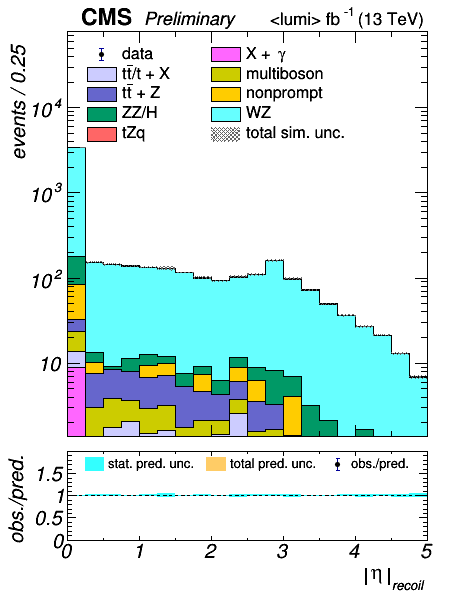 CMS Preliminary <lumi> fb⁻¹ (13 TeV)
events / 0.25
data
X + γ
tt̄/t + X
multiboson
tt̄ + Z
nonprompt
ZZ/H
WZ
tZq
total sim. unc.
10⁴
10³
10²
10
obs./pred.
stat. pred. unc.
total pred. unc.
obs./pred.
1.5
1
0.5
0
0 1 2 3 4 5
|η|recoil